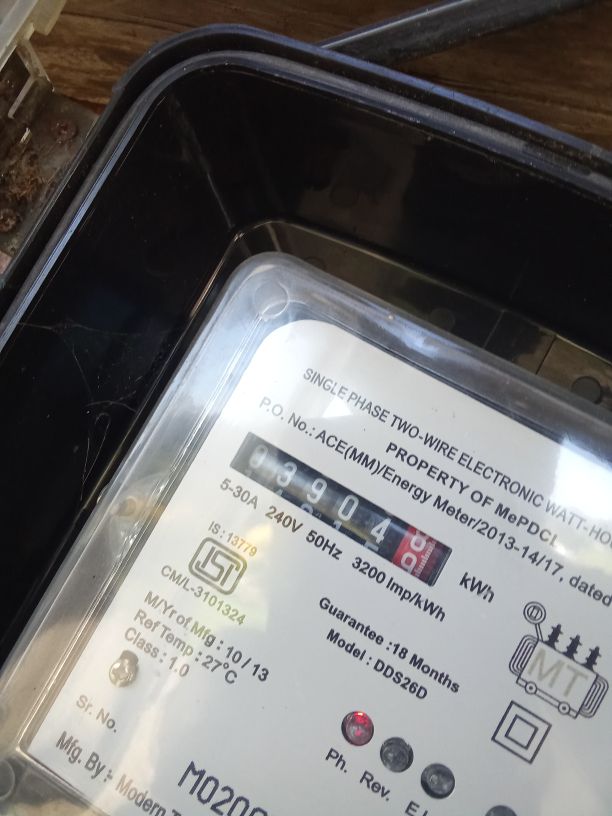 SINGLE PHASE TWO-WIRE ELECTRONIC WATT-HO
PROPERTY OF MePDCL
P.O. No.: ACE(MM)/Energy Meter/2013-14/17, dated
03904
kWh
5-30A 240V 50Hz 3200 Imp/kWh
IS : 13779
ISI
CM/L-3101324
Guarantee :18 Months
Model : DDS26D
M/Yr of Mfg : 10 / 13
Ref Temp : 27°C
Class : 1.0
MT
Ph. Rev.
Sr. No.
Mfg. By :- Modern